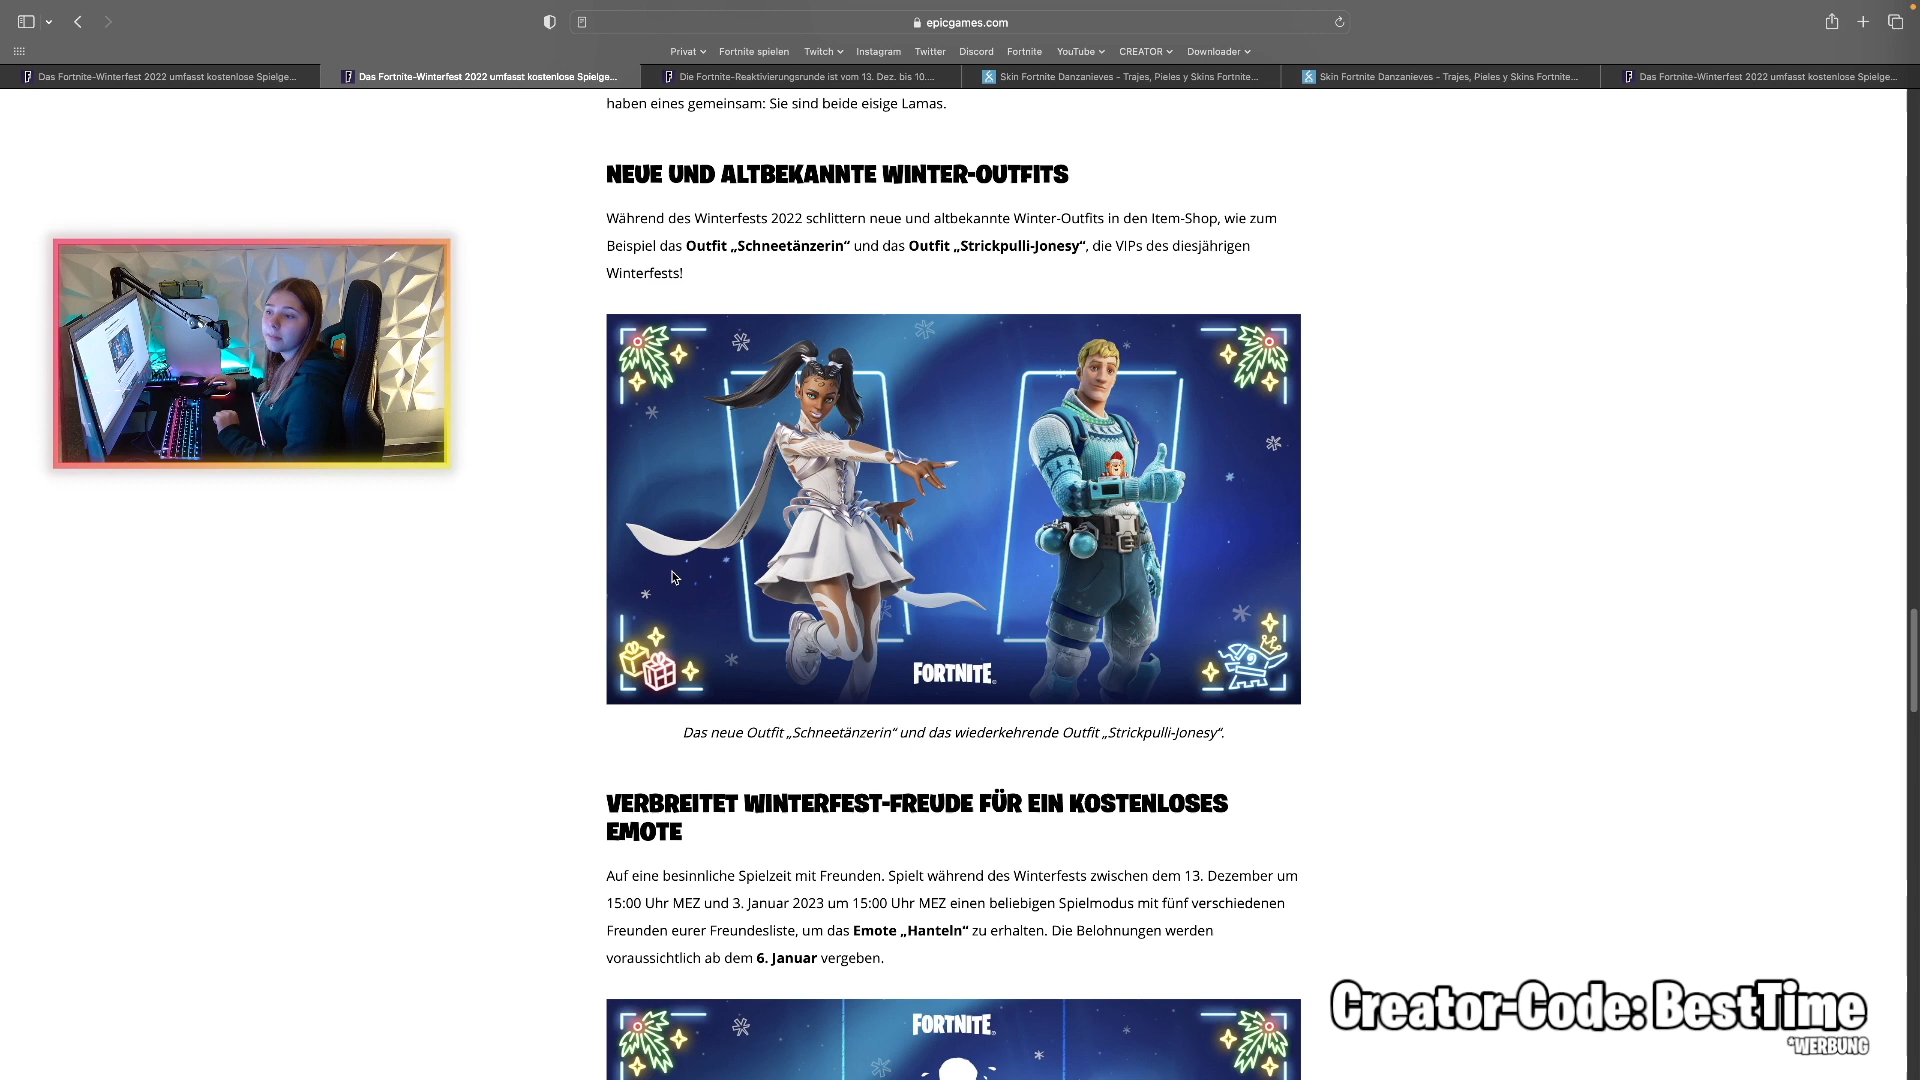 epicgames.com
Privat
Fortnite spielen
Twitch
Instagram
Twitter
Discord
Fortnite
YouTube
CREATOR
Downloader
Das Fortnite-Winterfest 2022 umfasst kostenlose Spielge...
Das Fortnite-Winterfest 2022 umfasst kostenlose Spielge...
Die Fortnite-Reaktivierungsrunde ist vom 13. Dez. bis 10....
Skin Fortnite Danzanieves - Trajes, Pieles y Skins Fortnite...
Skin Fortnite Danzanieves - Trajes, Pieles y Skins Fortnite...
Das Fortnite-Winterfest 2022 umfasst kostenlose Spielge...
haben eines gemeinsam: Sie sind beide eisige Lamas.
NEUE UND ALTBEKANNTE WINTER-OUTFITS
Während des Winterfests 2022 schlittern neue und altbekannte Winter-Outfits in den Item-Shop, wie zum
Beispiel das Outfit „Schneetänzerin“ und das Outfit „Strickpulli-Jonesy“, die VIPs des diesjährigen
Winterfests!
FORTNITE
Das neue Outfit „Schneetänzerin“ und das wiederkehrende Outfit „Strickpulli-Jonesy“.
VERBREITET WINTERFEST-FREUDE FÜR EIN KOSTENLOSES
EMOTE
Auf eine besinnliche Spielzeit mit Freunden. Spielt während des Winterfests zwischen dem 13. Dezember um
15:00 Uhr MEZ und 3. Januar 2023 um 15:00 Uhr MEZ einen beliebigen Spielmodus mit fünf verschiedenen
Freunden eurer Freundesliste, um das Emote „Hanteln“ zu erhalten. Die Belohnungen werden
voraussichtlich ab dem 6. Januar vergeben.
FORTNITE
Creator-Code: BestTime
*WERBUNG